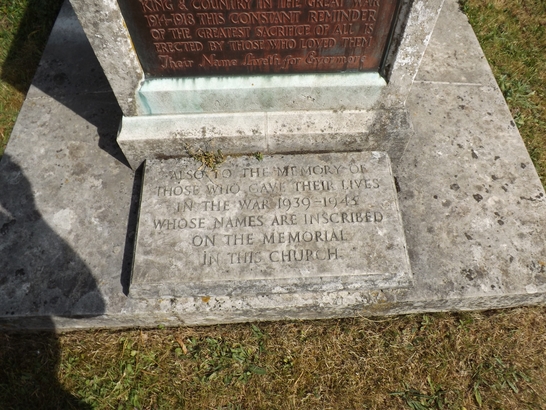 KING & COUNTRY IN THE GREAT WAR
1914-1918 THIS CONSTANT REMINDER
OF THE GREATEST SACRIFICE OF ALL IS
ERECTED BY THOSE WHO LOVED THEM
Their Name Liveth for Evermore
ALSO TO THE MEMORY OF
THOSE WHO GAVE THEIR LIVES
IN THE WAR 1939-1945
WHOSE NAMES ARE INSCRIBED
ON THE MEMORIAL
IN THIS CHURCH